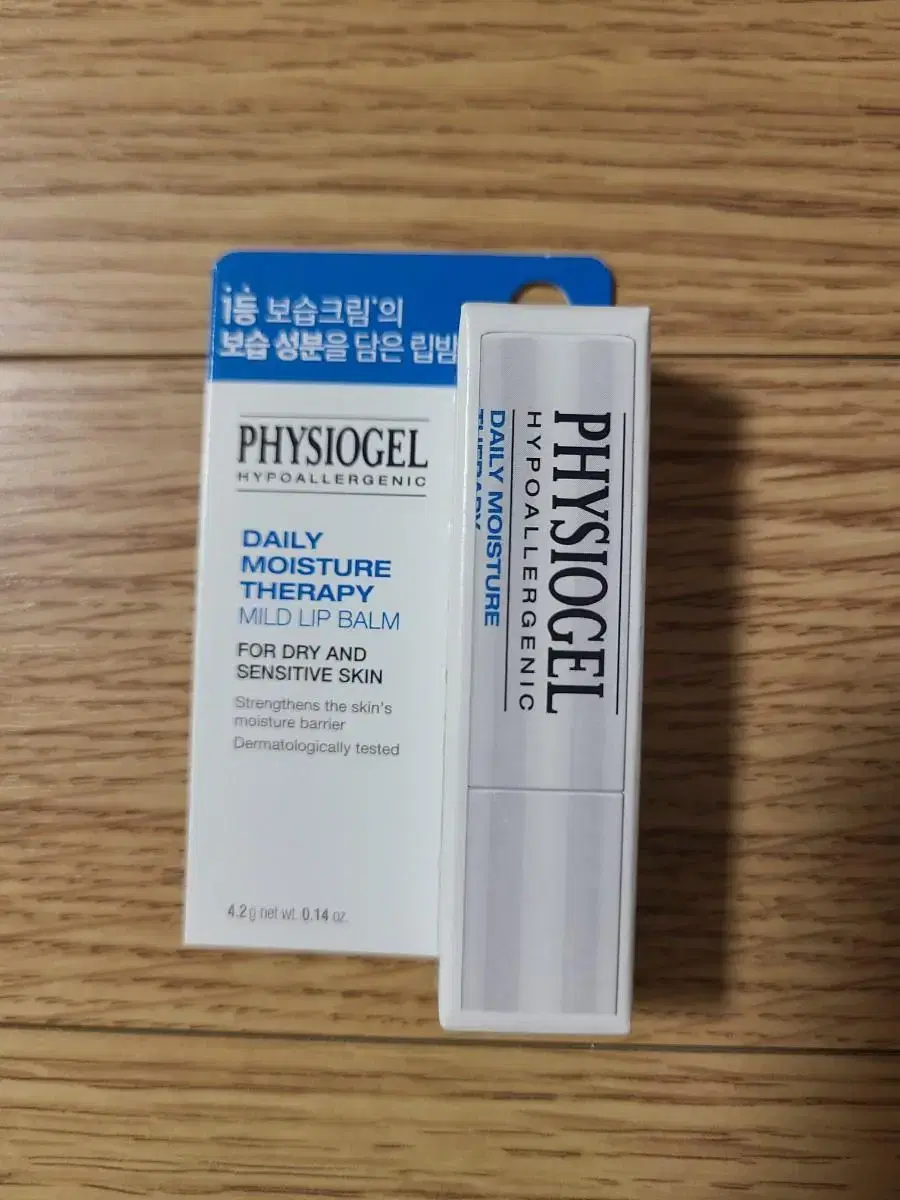 1등 보습크림*의
보습 성분을 담은 립밤
PHYSIOGEL
HYPOALLERGENIC
DAILY
MOISTURE
THERAPY
MILD LIP BALM
FOR DRY AND
SENSITIVE SKIN
Strengthens the skin's
moisture barrier
Dermatologically tested
4.2 g net wt. 0.14 oz.
PHYSIOGEL
HYPOALLERGENIC
DAILY MOISTURE
THERAPY